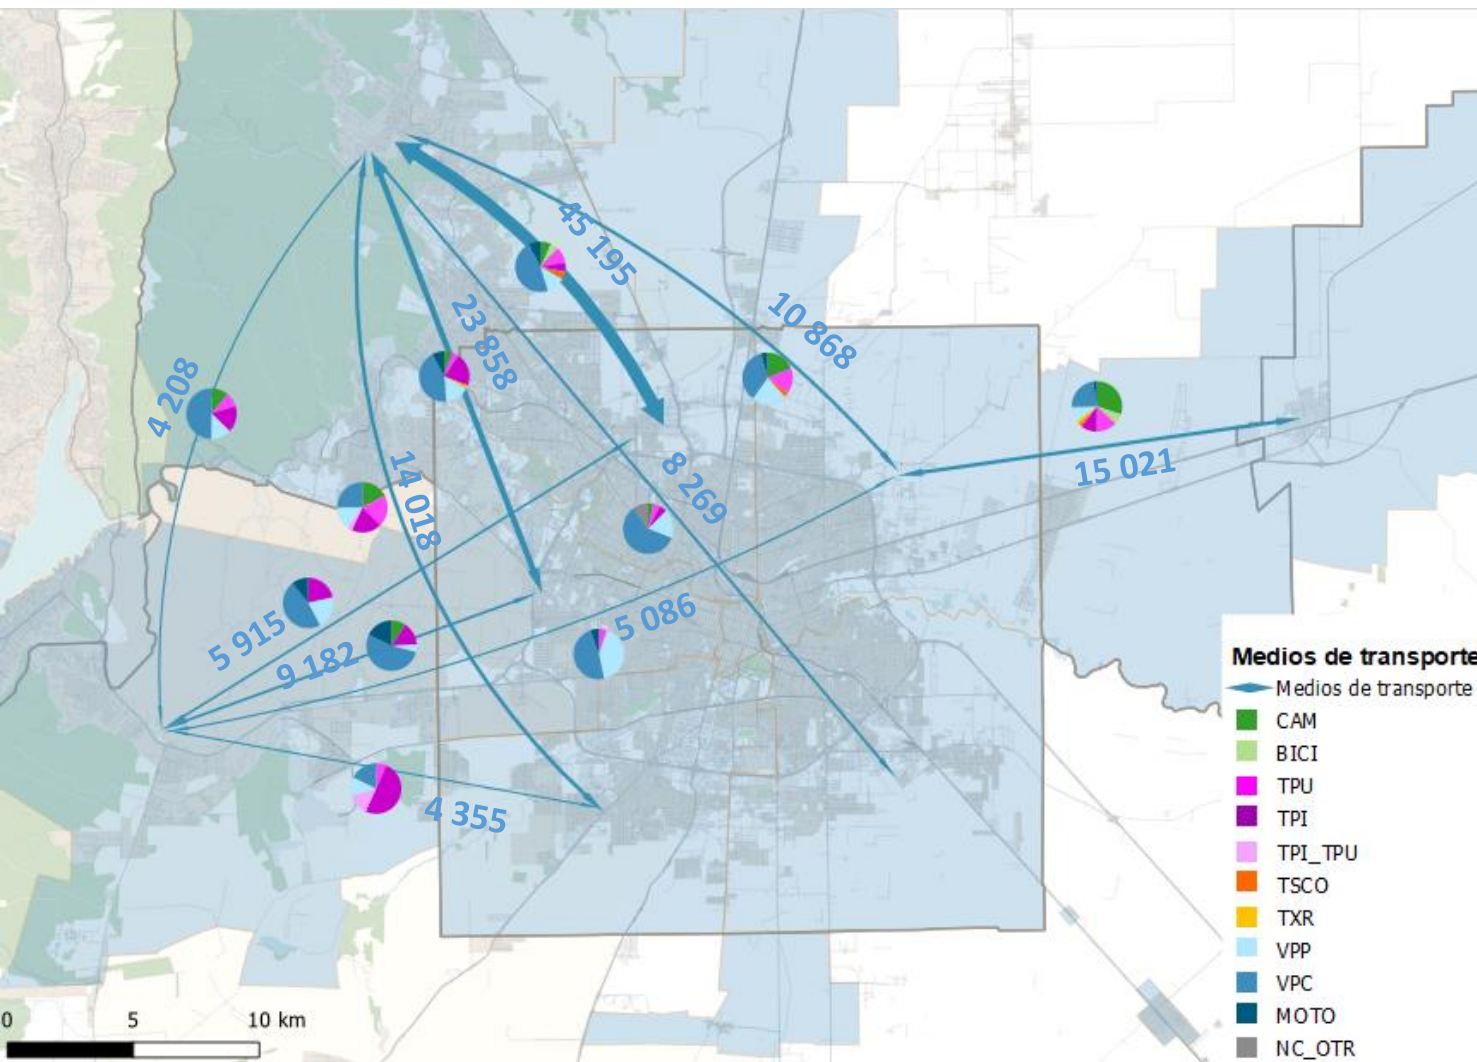 45 195
10 868
23 858
4 208
14 018
8 269
15 021
5 915
9 182
5 086
4 355
Medios de transporte
Medios de transporte
CAM
BICI
TPU
TPI
TPI_TPU
TSCO
TXR
VPP
VPC
MOTO
NC_OTR
0 5 10 km